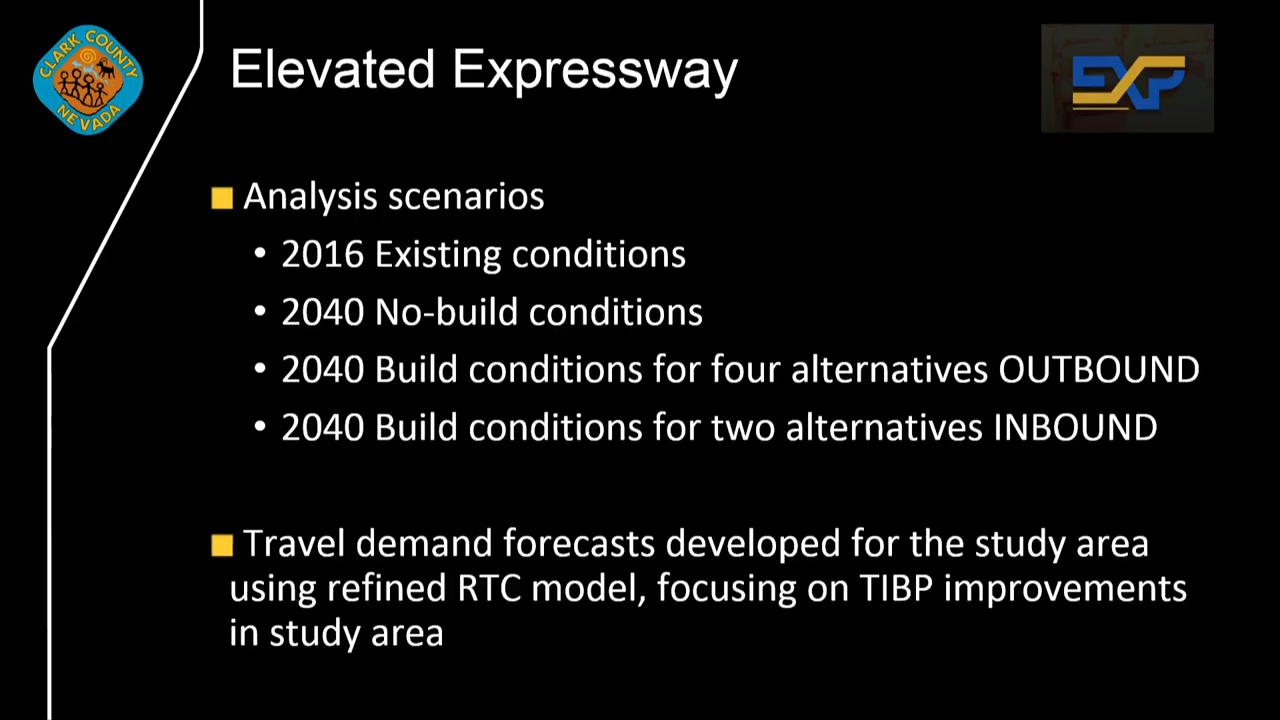 CLARK COUNTY
NEVADA
Elevated Expressway
EXP
Analysis scenarios
• 2016 Existing conditions
• 2040 No-build conditions
• 2040 Build conditions for four alternatives OUTBOUND
• 2040 Build conditions for two alternatives INBOUND
Travel demand forecasts developed for the study area
using refined RTC model, focusing on TIBP improvements
in study area